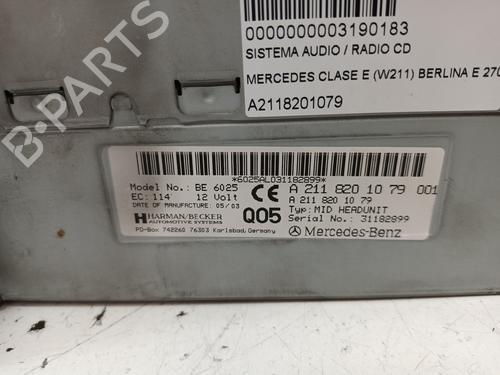 0000000003190183
SISTEMA AUDIO / RADIO CD
MERCEDES CLASE E (W211) BERLINA E 270
A2118201079
B-PARTS
*6025AL031182899*
Model No.: BE 6025
EC: 114 12 Volt
DATE OF MANUFACTURE: 05/03
HARMAN/BECKER
AUTOMOTIVE SYSTEMS
PO-Box 742260 76303 Karlsbad, Germany
CE
Q05
A 211 820 10 79 001
A 211 820 10 79
Typ: MID HEADUNIT
Serial No.: 31182899
Mercedes-Benz